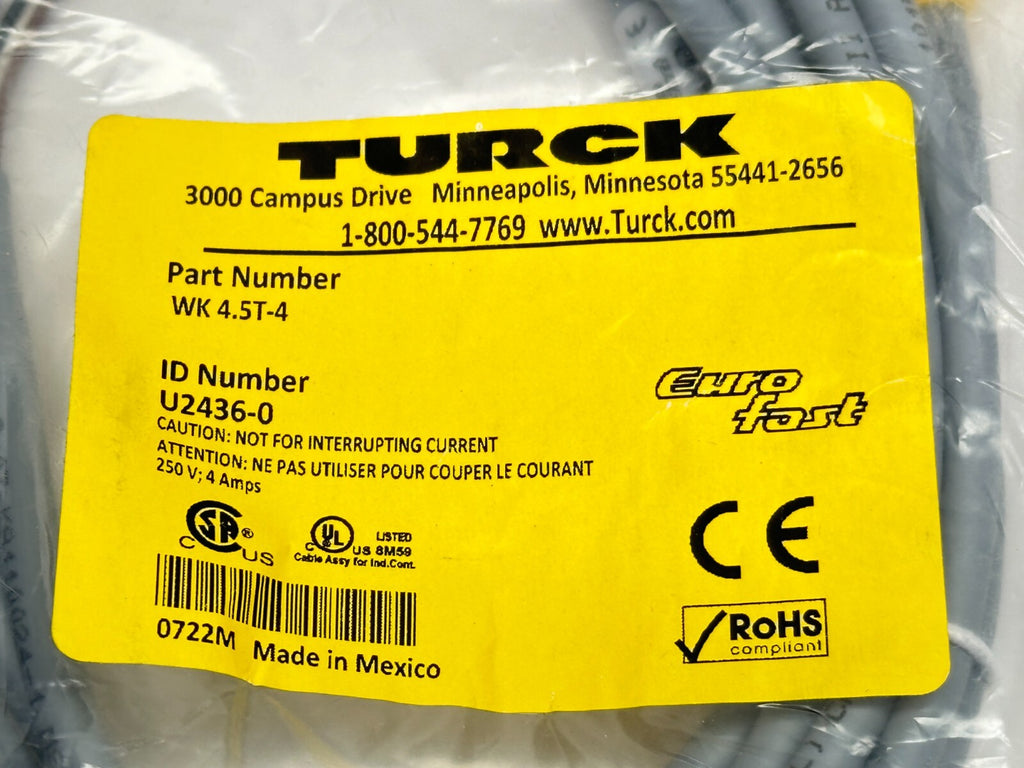 TURCK
3000 Campus Drive Minneapolis, Minnesota 55441-2656
1-800-544-7769 www.Turck.com
Part Number
WK 4.5T-4
ID Number
U2436-0
CAUTION: NOT FOR INTERRUPTING CURRENT
ATTENTION: NE PAS UTILISER POUR COUPER LE COURANT
250 V; 4 Amps
Euro
fast
CSA®
C US
C UL US LISTED
8M59
Cable Assy for Ind.Cont.
CE
RoHS
compliant
0722M Made in Mexico